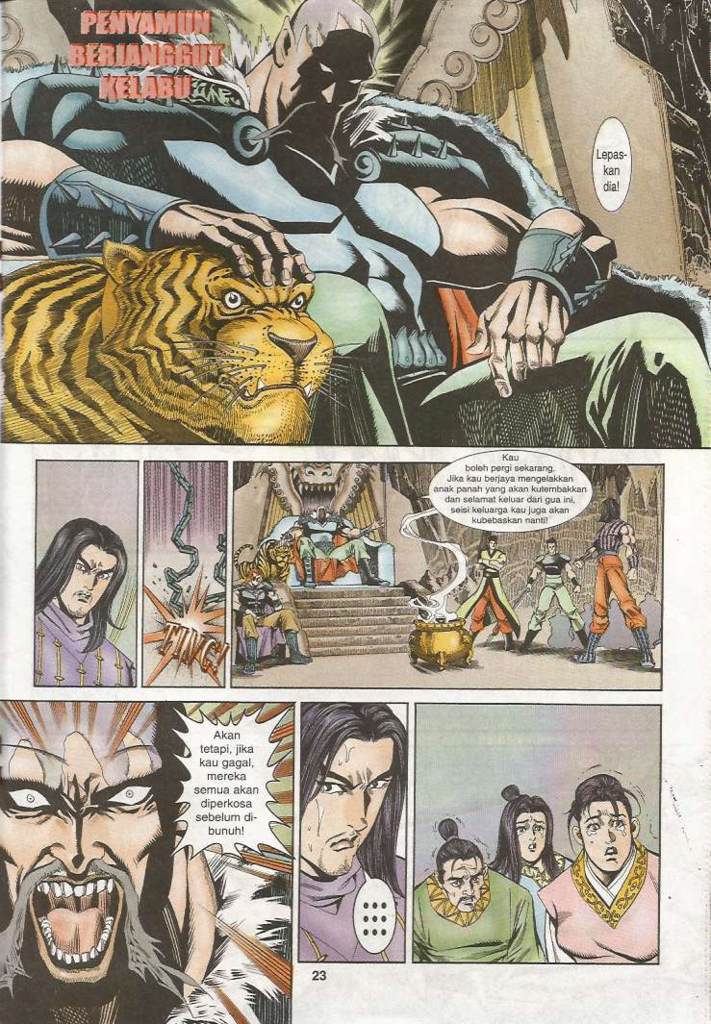 PENYAMUN
BERJANGGUT
KELABU
Lepas-
kan
dia!
Kau
boleh pergi sekarang.
Jika kau berjaya mengelakkan
anak panah yang akan kutembakkan
dan selamat keluar dari gua ini,
seisi keluarga kau juga akan
kubebaskan nanti!
Akan
tetapi, jika
kau gagal,
mereka
semua akan
diperkosa
sebelum di-
bunuh!
23